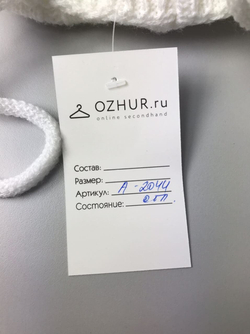 OZHUR.ru
online secondhand
Состав:
Размер:
Артикул: А-2044
Состояние: